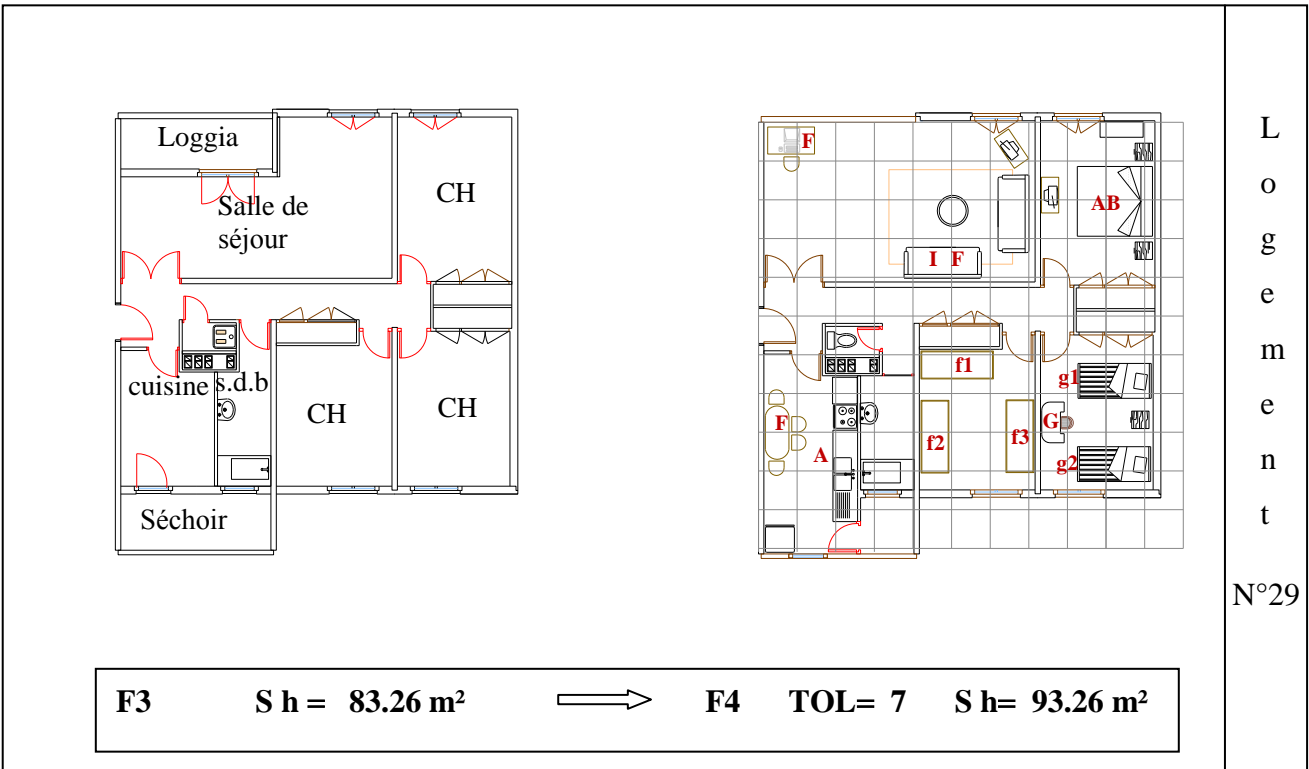 Loggia
CH
Salle de
séjour
cuisine
s.d.b
CH
CH
Séchoir
F
AB
I F
f1
g1
F
G
f2
f3
A
g2
Logement
N°29
F3 S h = 83.26 m² F4 TOL= 7 S h= 93.26 m²